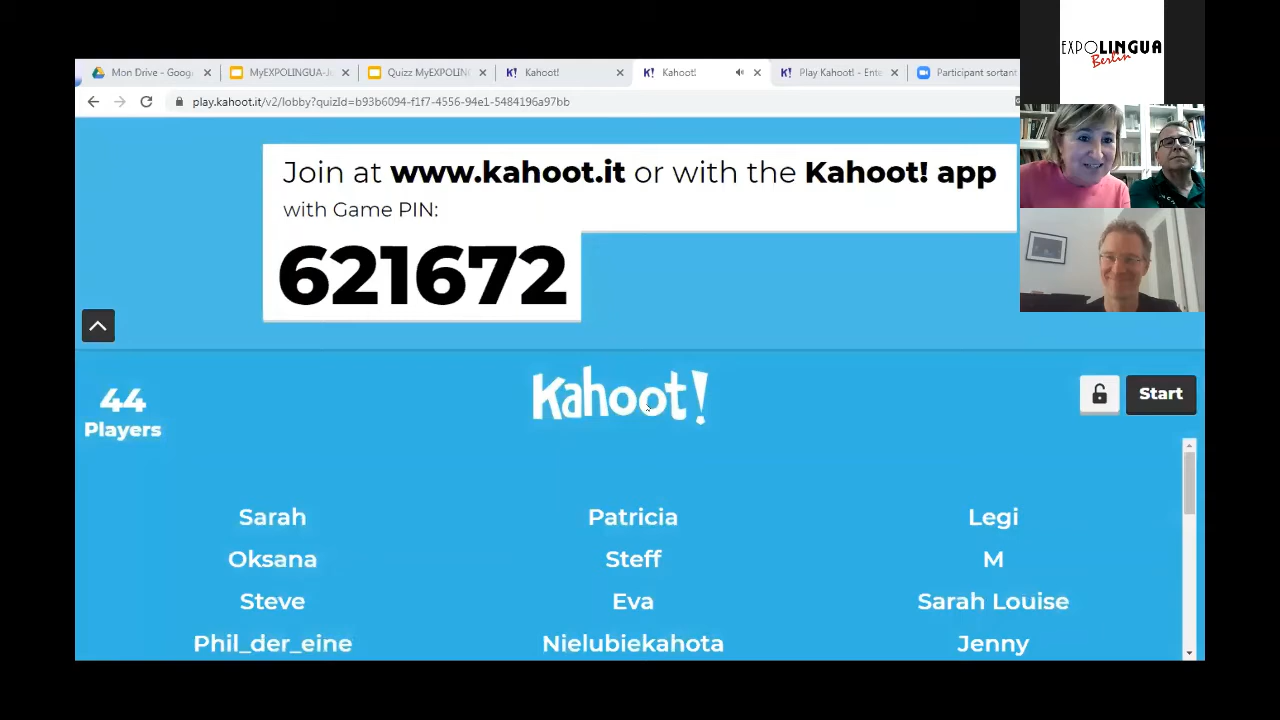 EXPOLINGUA
Berlin
Mon Drive - Goog
MyEXPOLINGUA-Ju
Quizz MyEXPOLIN
K! Kahoot!
K! Kahoot!
K! Play Kahoot! - Ente
Participant sortant
play.kahoot.it/v2/lobby?quizId=b93b6094-f1f7-4556-94e1-5484196a97bb
Join at www.kahoot.it or with the Kahoot! app
with Game PIN:
621672
44
Players
Kahoot!
Start
Sarah Patricia Legi
Oksana Steff M
Steve Eva Sarah Louise
Phil_der_eine Nielubiekahota Jenny